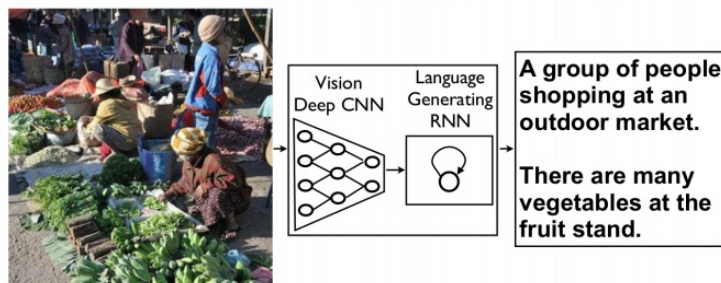 Vision
Deep CNN
Language
Generating
RNN
A group of people
shopping at an
outdoor market.
There are many
vegetables at the
fruit stand.